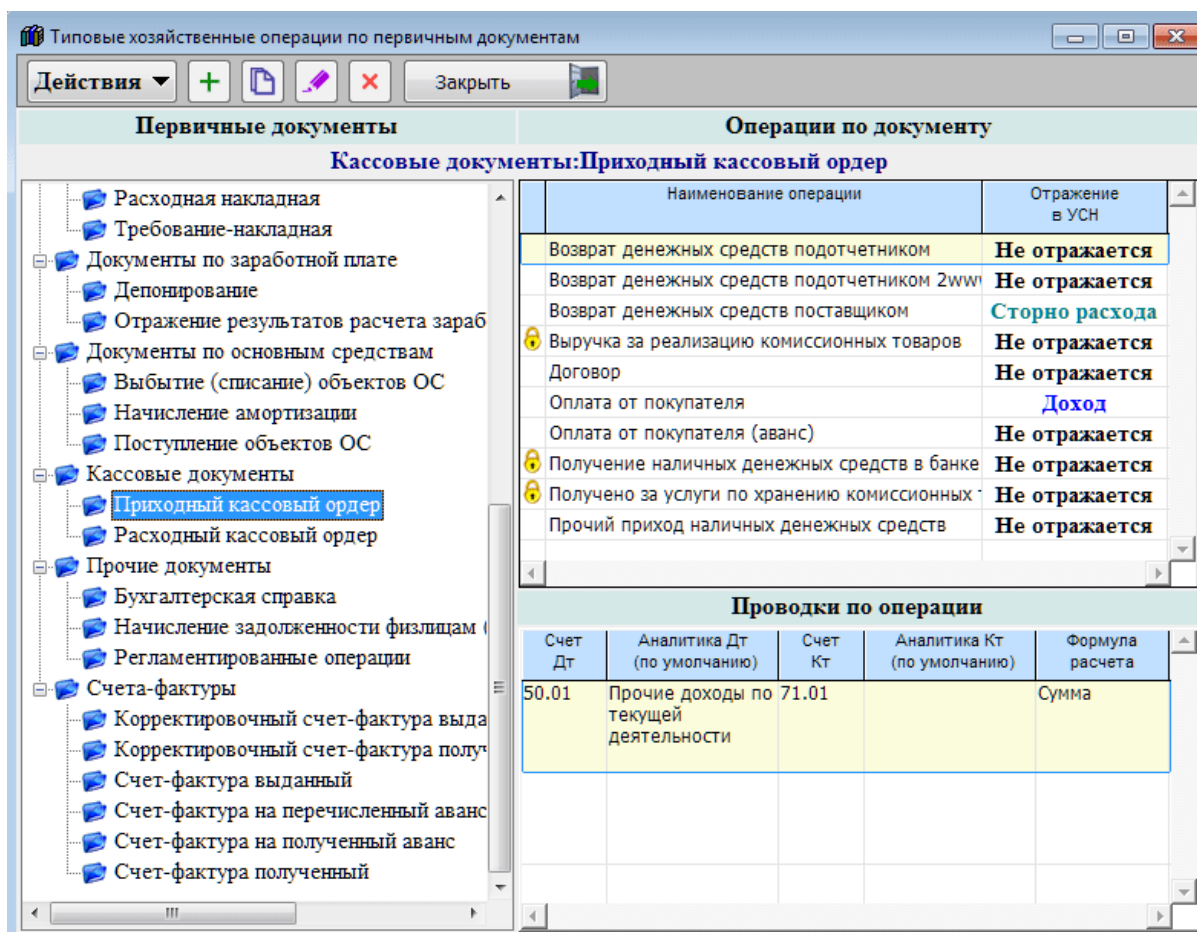 Типовые хозяйственные операции по первичным документам
Действия
Закрыть
Первичные документы
Операции по документу
Кассовые документы:Приходный кассовый ордер
Расходная накладная
Требование-накладная
Документы по заработной плате
Депонирование
Отражение результатов расчета зараб
Документы по основным средствам
Выбытие (списание) объектов ОС
Начисление амортизации
Поступление объектов ОС
Кассовые документы
Приходный кассовый ордер
Расходный кассовый ордер
Прочие документы
Бухгалтерская справка
Начисление задолженности физлицам (
Регламентированные операции
Счета-фактуры
Корректировочный счет-фактура выда
Корректировочный счет-фактура получ
Счет-фактура выданный
Счет-фактура на перечисленный аванс
Счет-фактура на полученный аванс
Счет-фактура полученный
Наименование операции
Отражение
в УСН
Возврат денежных средств подотчетником Не отражается
Возврат денежных средств подотчетником 2www Не отражается
Возврат денежных средств поставщиком Сторно расхода
Выручка за реализацию комиссионных товаров Не отражается
Договор Не отражается
Оплата от покупателя Доход
Оплата от покупателя (аванс) Не отражается
Получение наличных денежных средств в банке Не отражается
Получено за услуги по хранению комиссионных т Не отражается
Прочий приход наличных денежных средств Не отражается
Проводки по операции
Счет Аналитика Дт Счет Аналитика Кт Формула
Дт (по умолчанию) Кт (по умолчанию) расчета
50.01 Прочие доходы по 71.01 Сумма
текущей
деятельности